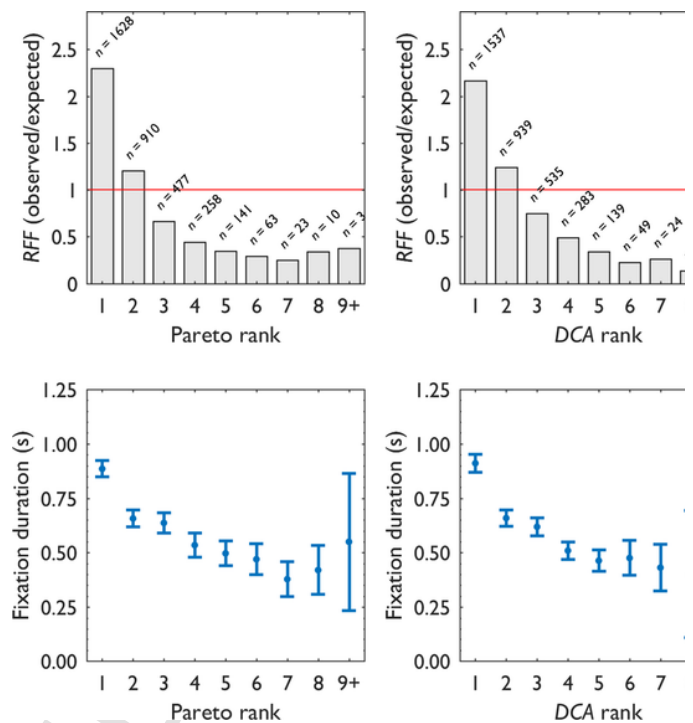 RFF (observed/expected)
2.5
2
1.5
1
0.5
0
n = 1628
n = 910
n = 477
n = 258
n = 141
n = 63
n = 23
n = 10
n = 3
1 2 3 4 5 6 7 8 9+
Pareto rank
RFF (observed/expected)
2.5
2
1.5
1
0.5
0
n = 1537
n = 939
n = 535
n = 283
n = 139
n = 49
n = 24
1 2 3 4 5 6 7
DCA rank
Fixation duration (s)
1.25
1.00
0.75
0.50
0.25
0.00
1 2 3 4 5 6 7 8 9+
Pareto rank
Fixation duration (s)
1.25
1.00
0.75
0.50
0.25
0.00
1 2 3 4 5 6 7
DCA rank